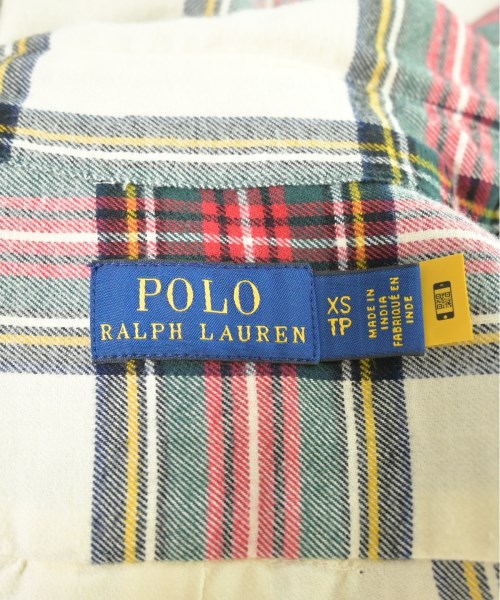 POLO
RALPH LAUREN
XS
TP
MADE IN
INDIA
FABRIQUÉ EN
INDE